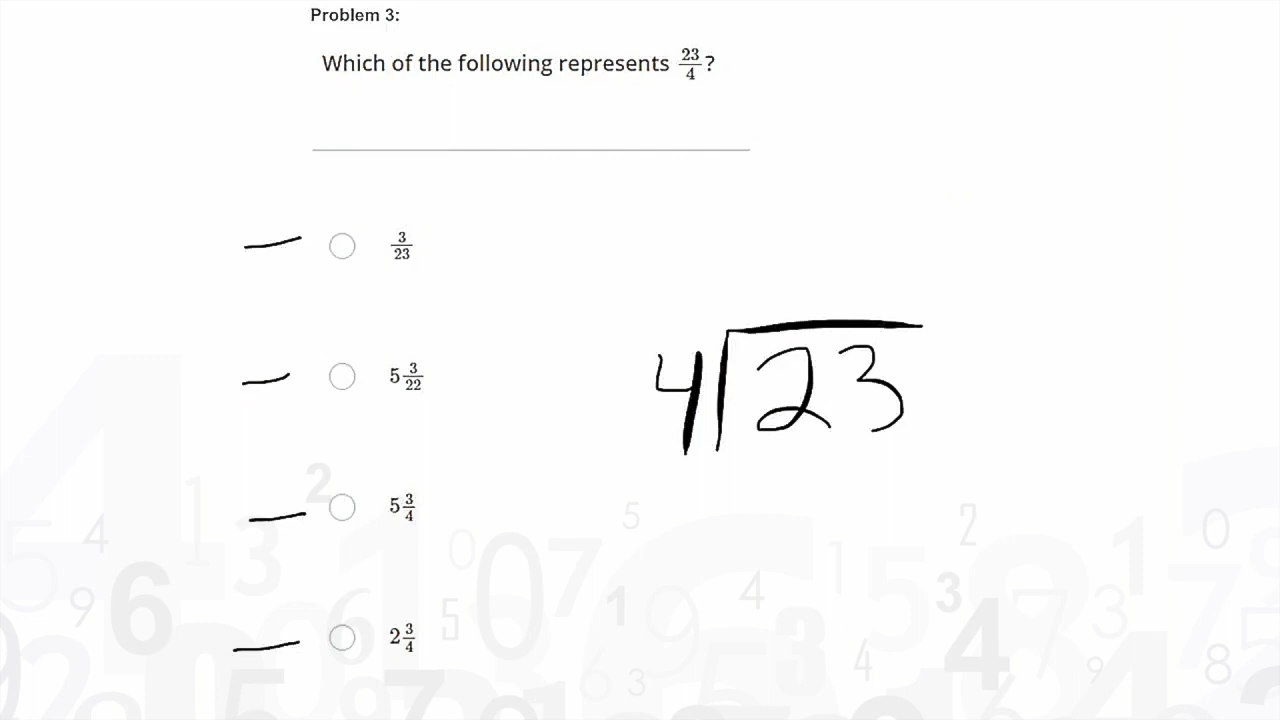 Problem 3:
Which of the following represents 23/4?
3/23
5 3/22
5 3/4
2 3/4
4 23